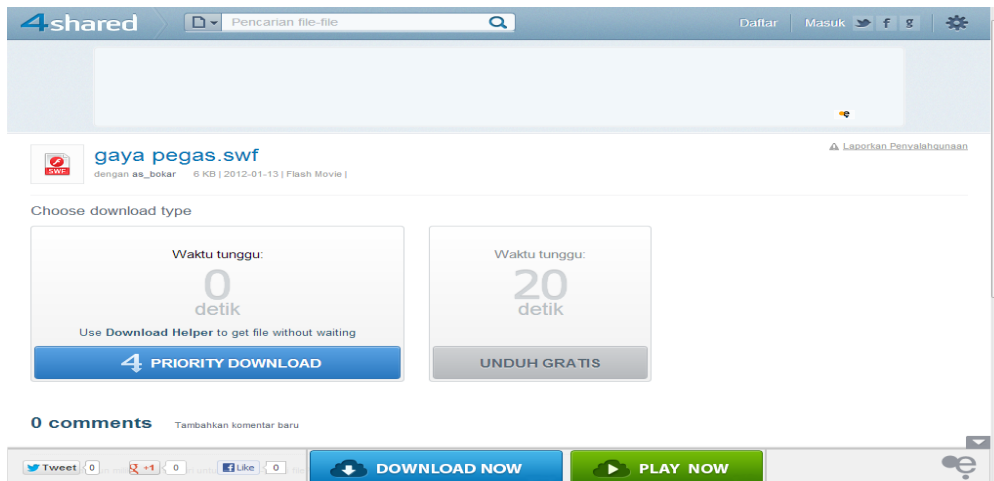 4shared
Pencarian file-file
Daftar
Masuk
gaya pegas.swf
SWF
dengan as_bokar 6 KB | 2012-01-13 | Flash Movie |
Laporkan Penyalahgunaan
Choose download type
Waktu tunggu:
0
detik
Use Download Helper to get file without waiting
4 PRIORITY DOWNLOAD
Waktu tunggu:
20
detik
UNDUH GRATIS
0 comments
Tambahkan komentar baru
Tweet 0
+1 0
Like 0
DOWNLOAD NOW
PLAY NOW